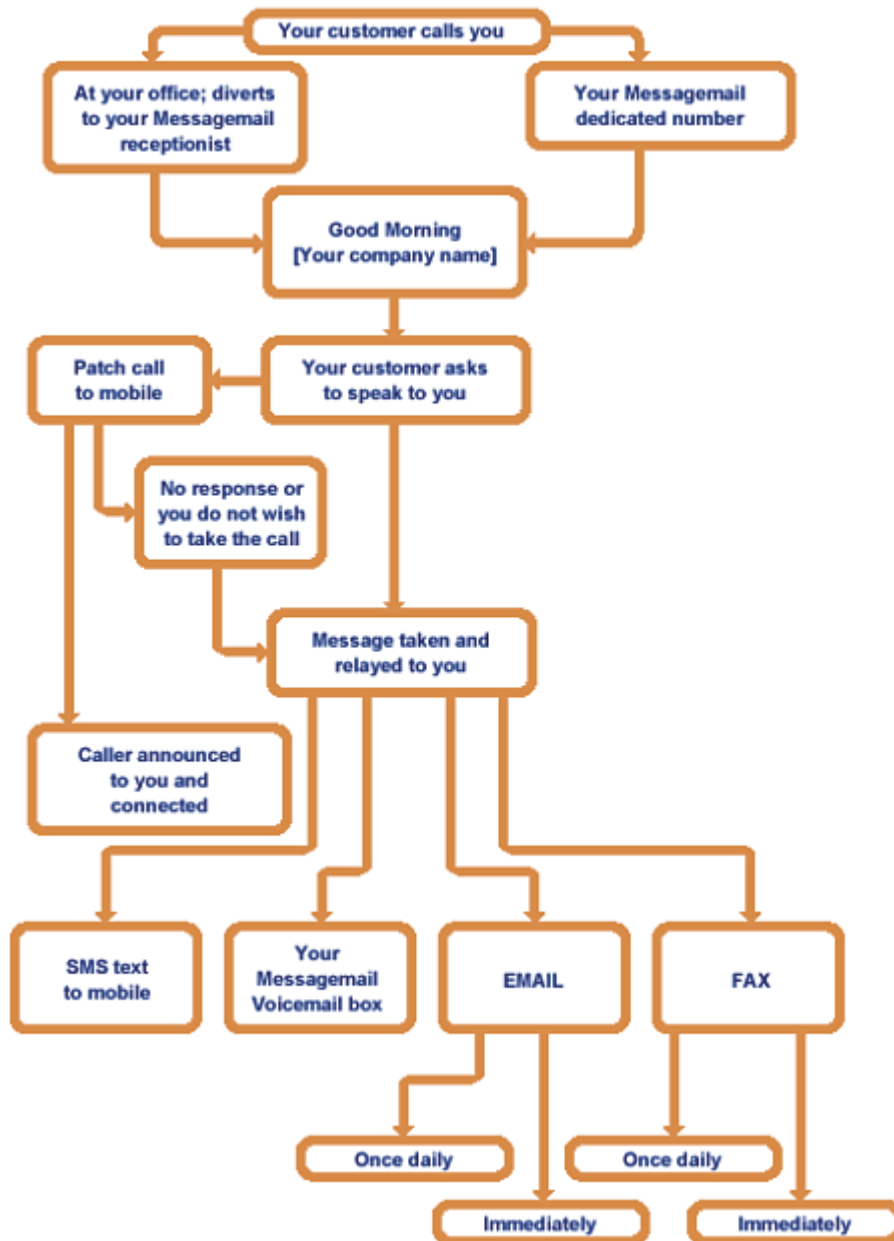 Your customer calls you
At your office; diverts
to your Messagemail
receptionist
Your Messagemail
dedicated number
Good Morning
[Your company name]
Patch call
to mobile
Your customer asks
to speak to you
No response or
you do not wish
to take the call
Message taken and
relayed to you
Caller announced
to you and
connected
SMS text
to mobile
Your
Messagemail
Voicemail box
EMAIL
FAX
Once daily
Once daily
Immediately
Immediately